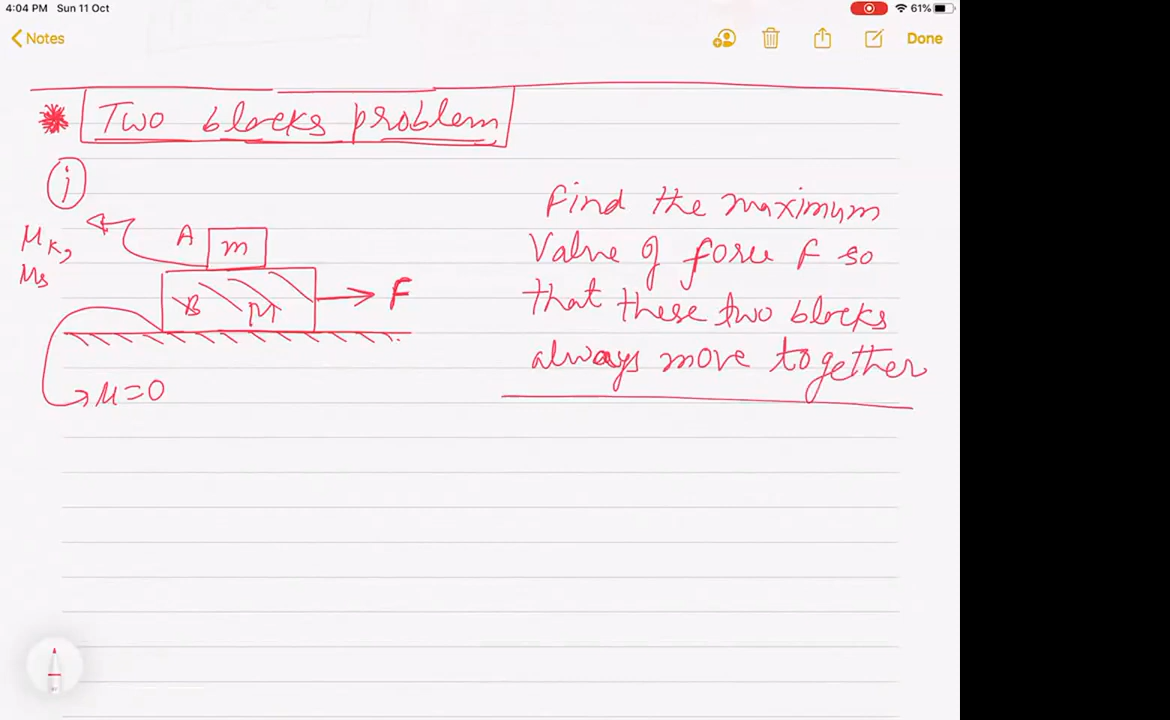 4:04 PM Sun 11 Oct
61%
Notes
Done
Two blocks problem
i
μk,
μs
A
m
B
M
F
μ=0
Find the maximum
Value of force F so
that these two blocks
always move together